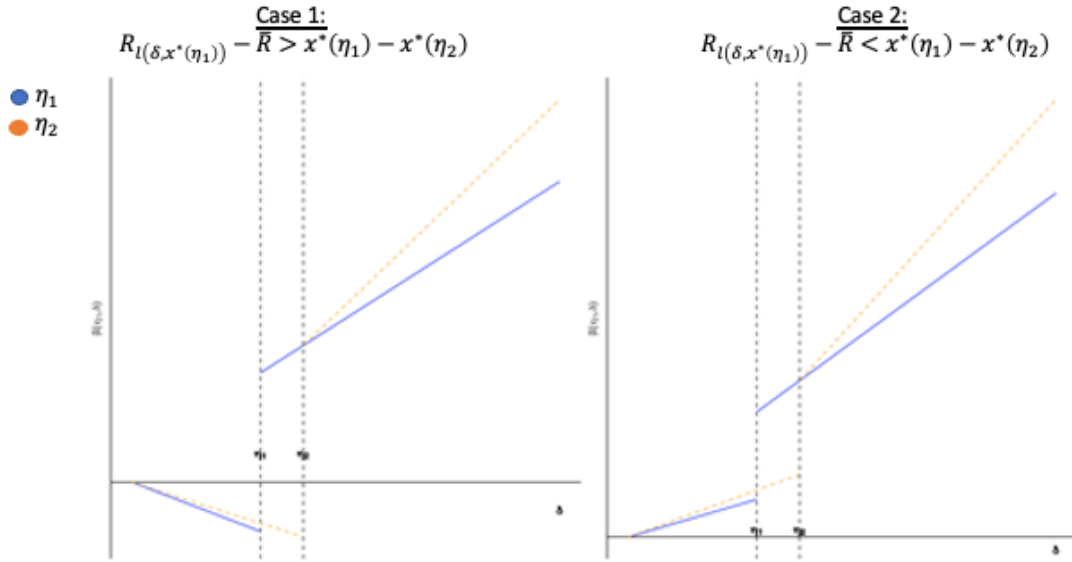 Case 1:
R_{l(δ,x*(η₁))} − R̅ > x*(η₁) − x*(η₂)
Case 2:
R_{l(δ,x*(η₁))} − R̅ < x*(η₁) − x*(η₂)
η₁
η₂
η₁
η₂
δ
η₁
η₂
δ